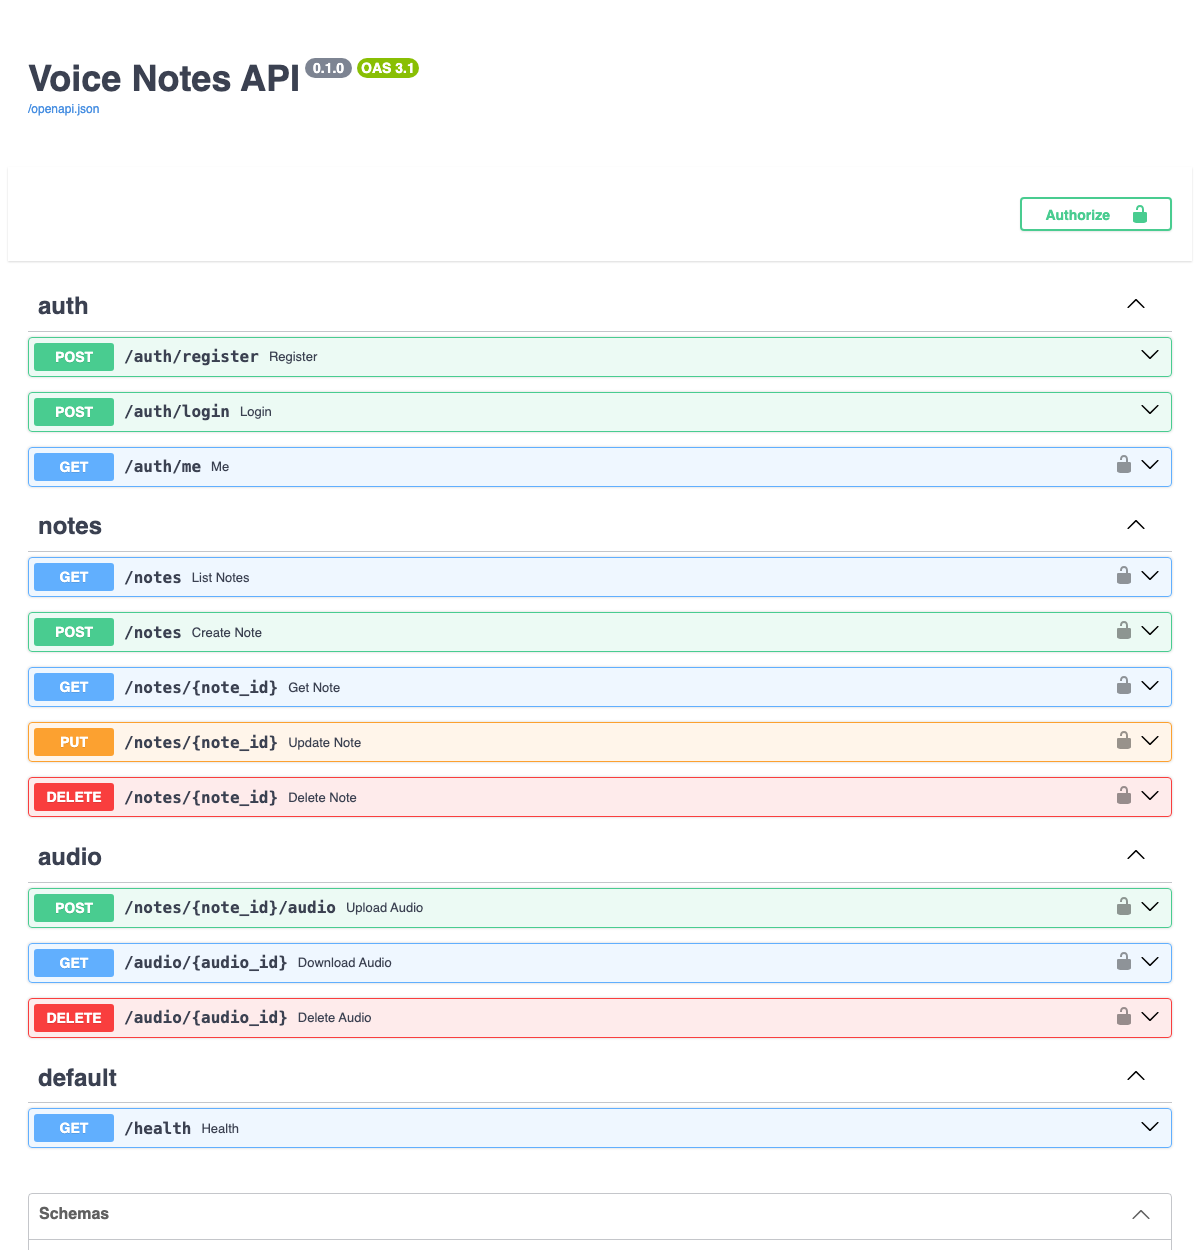 Voice Notes API 0.1.0 OAS 3.1
/openapi.json
Authorize
auth
POST /auth/register Register
POST /auth/login Login
GET /auth/me Me
notes
GET /notes List Notes
POST /notes Create Note
GET /notes/{note_id} Get Note
PUT /notes/{note_id} Update Note
DELETE /notes/{note_id} Delete Note
audio
POST /notes/{note_id}/audio Upload Audio
GET /audio/{audio_id} Download Audio
DELETE /audio/{audio_id} Delete Audio
default
GET /health Health
Schemas